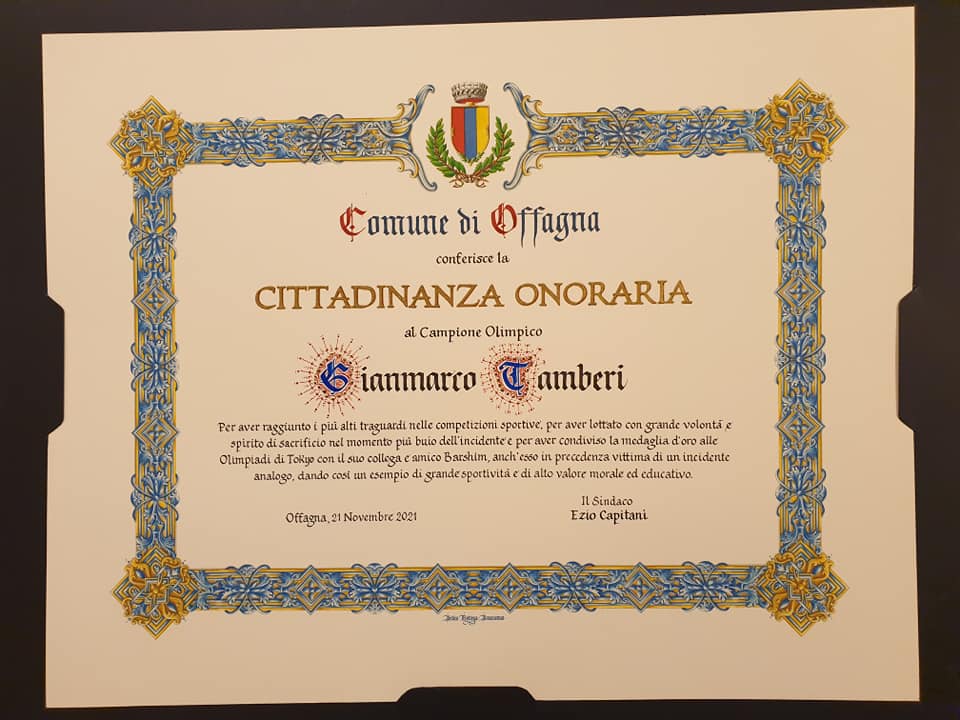 Comune di Offagna
conferisce la
CITTADINANZA ONORARIA
al Campione Olimpico
Gianmarco Tamberi
Per aver raggiunto i più alti traguardi nelle competizioni sportive, per aver lottato con grande volontà e
spirito di sacrificio nel momento più buio dell'incidente e per aver condiviso la medaglia d'oro alle
Olimpiadi di Tokyo con il suo collega e amico Barshim, anch'esso in precedenza vittima di un incidente
analogo, dando così un esempio di grande sportività e di alto valore morale ed educativo.
Il Sindaco
Offagna, 21 Novembre 2021
Ezio Capitani